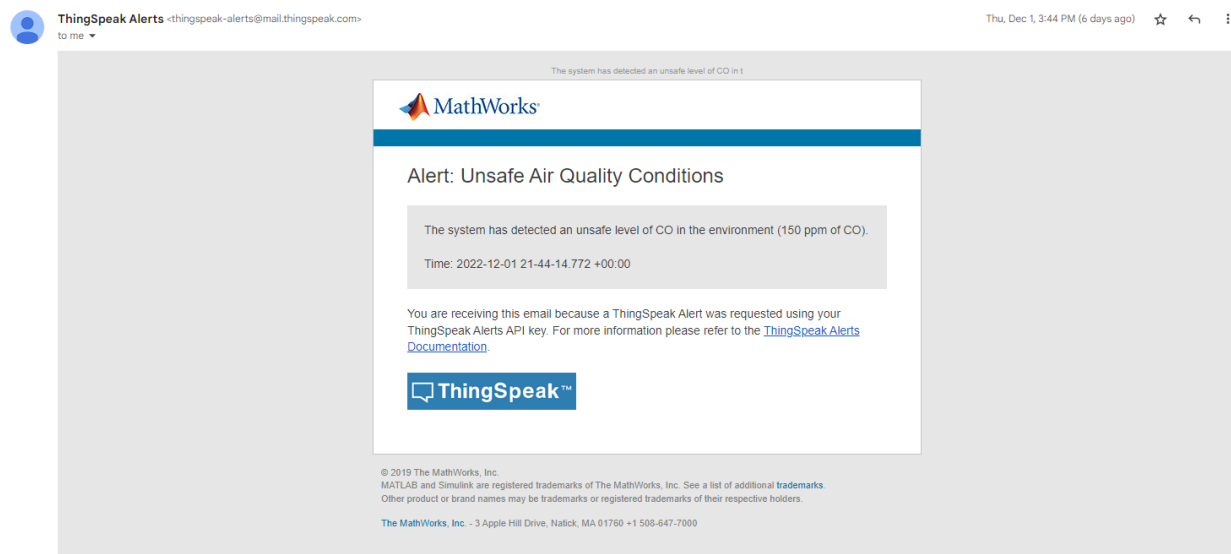 ThingSpeak Alerts <thingspeak-alerts@mail.thingspeak.com>
Thu, Dec 1, 3:44 PM (6 days ago)
to me
The system has detected an unsafe level of CO in t
MathWorks®
Alert: Unsafe Air Quality Conditions
The system has detected an unsafe level of CO in the environment (150 ppm of CO).
Time: 2022-12-01 21-44-14.772 +00:00
You are receiving this email because a ThingSpeak Alert was requested using your
ThingSpeak Alerts API key. For more information please refer to the ThingSpeak Alerts
Documentation.
ThingSpeak™
© 2019 The MathWorks, Inc.
MATLAB and Simulink are registered trademarks of The MathWorks, Inc. See a list of additional trademarks.
Other product or brand names may be trademarks or registered trademarks of their respective holders.
The MathWorks, Inc. - 3 Apple Hill Drive, Natick, MA 01760 +1 508-647-7000